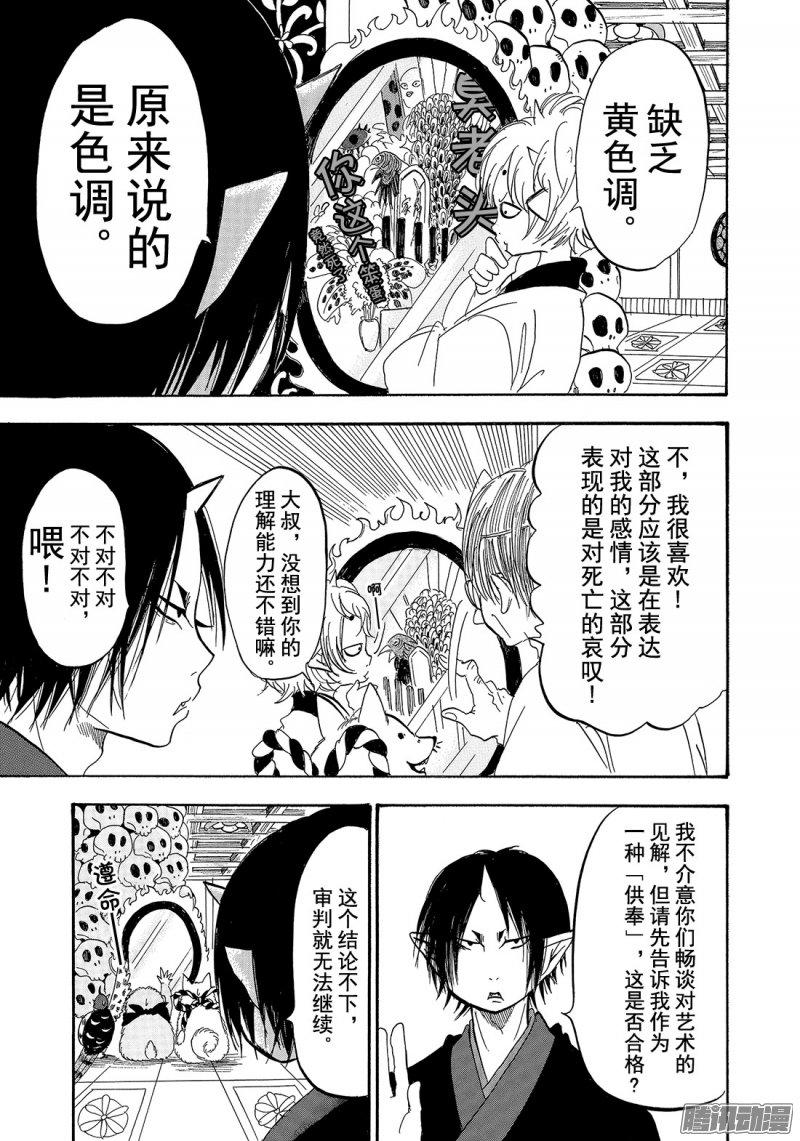 缺乏
黄色调。
臭老头
你这个笨蛋
竟然死了
原来说的
是色调。
不，我很喜欢！
这部分应该是在表达
对我的感情，这部分
表现的是对死亡的哀叹！
啊
大叔，没想到你的
理解能力还不错嘛。
不对不对
不对不对，
喂！
我不介意你们畅谈对艺术的
见解，但请先告诉我作为
一种「供奉」，这是否合格？
这个结论不下，
审判就无法继续。
遵命
腾讯动漫